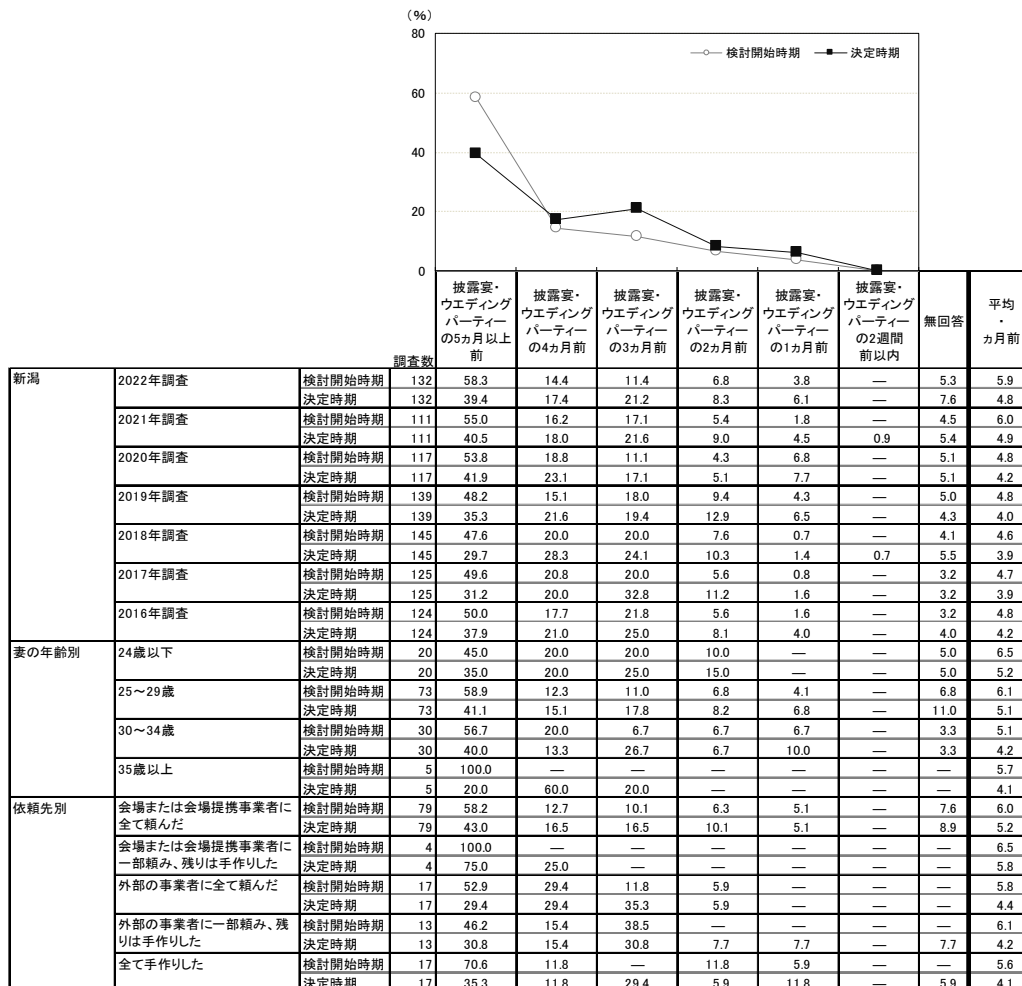 （％）
80
60
40
20
0
検討開始時期 決定時期
調査数 披露宴・ウエディングパーティーの5ヵ月以上前 披露宴・ウエディングパーティーの4ヵ月前 披露宴・ウエディングパーティーの3ヵ月前 披露宴・ウエディングパーティーの2ヵ月前 披露宴・ウエディングパーティーの1ヵ月前 披露宴・ウエディングパーティーの2週間前以内 無回答 平均・ヵ月前
新潟 2022年調査 検討開始時期 132 58.3 14.4 11.4 6.8 3.8 — 5.3 5.9
決定時期 132 39.4 17.4 21.2 8.3 6.1 — 7.6 4.8
2021年調査 検討開始時期 111 55.0 16.2 17.1 5.4 1.8 — 4.5 6.0
決定時期 111 40.5 18.0 21.6 9.0 4.5 0.9 5.4 4.9
2020年調査 検討開始時期 117 53.8 18.8 11.1 4.3 6.8 — 5.1 4.8
決定時期 117 41.9 23.1 17.1 5.1 7.7 — 5.1 4.2
2019年調査 検討開始時期 139 48.2 15.1 18.0 9.4 4.3 — 5.0 4.8
決定時期 139 35.3 21.6 19.4 12.9 6.5 — 4.3 4.0
2018年調査 検討開始時期 145 47.6 20.0 20.0 7.6 0.7 — 4.1 4.6
決定時期 145 29.7 28.3 24.1 10.3 1.4 0.7 5.5 3.9
2017年調査 検討開始時期 125 49.6 20.8 20.0 5.6 0.8 — 3.2 4.7
決定時期 125 31.2 20.0 32.8 11.2 1.6 — 3.2 3.9
2016年調査 検討開始時期 124 50.0 17.7 21.8 5.6 1.6 — 3.2 4.8
決定時期 124 37.9 21.0 25.0 8.1 4.0 — 4.0 4.2
妻の年齢別 24歳以下 検討開始時期 20 45.0 20.0 20.0 10.0 — — 5.0 6.5
決定時期 20 35.0 20.0 25.0 15.0 — — 5.0 5.2
25～29歳 検討開始時期 73 58.9 12.3 11.0 6.8 4.1 — 6.8 6.1
決定時期 73 41.1 15.1 17.8 8.2 6.8 — 11.0 5.1
30～34歳 検討開始時期 30 56.7 20.0 6.7 6.7 6.7 — 3.3 5.1
決定時期 30 40.0 13.3 26.7 6.7 10.0 — 3.3 4.2
35歳以上 検討開始時期 5 100.0 — — — — — — 5.7
決定時期 5 20.0 60.0 20.0 — — — — 4.1
依頼先別 会場または会場提携事業者に全て頼んだ 検討開始時期 79 58.2 12.7 10.1 6.3 5.1 — 7.6 6.0
決定時期 79 43.0 16.5 16.5 10.1 5.1 — 8.9 5.2
会場または会場提携事業者に一部頼み、残りは手作りした 検討開始時期 4 100.0 — — — — — — 6.5
決定時期 4 75.0 25.0 — — — — — 5.8
外部の事業者に全て頼んだ 検討開始時期 17 52.9 29.4 11.8 5.9 — — — 5.8
決定時期 17 29.4 29.4 35.3 5.9 — — — 4.4
外部の事業者に一部頼み、残りは手作りした 検討開始時期 13 46.2 15.4 38.5 — — — — 6.1
決定時期 13 30.8 15.4 30.8 7.7 7.7 — 7.7 4.2
全て手作りした 検討開始時期 17 70.6 11.8 — 11.8 5.9 — — 5.6
決定時期 17 35.3 11.8 29.4 5.9 11.8 — 5.9 4.1